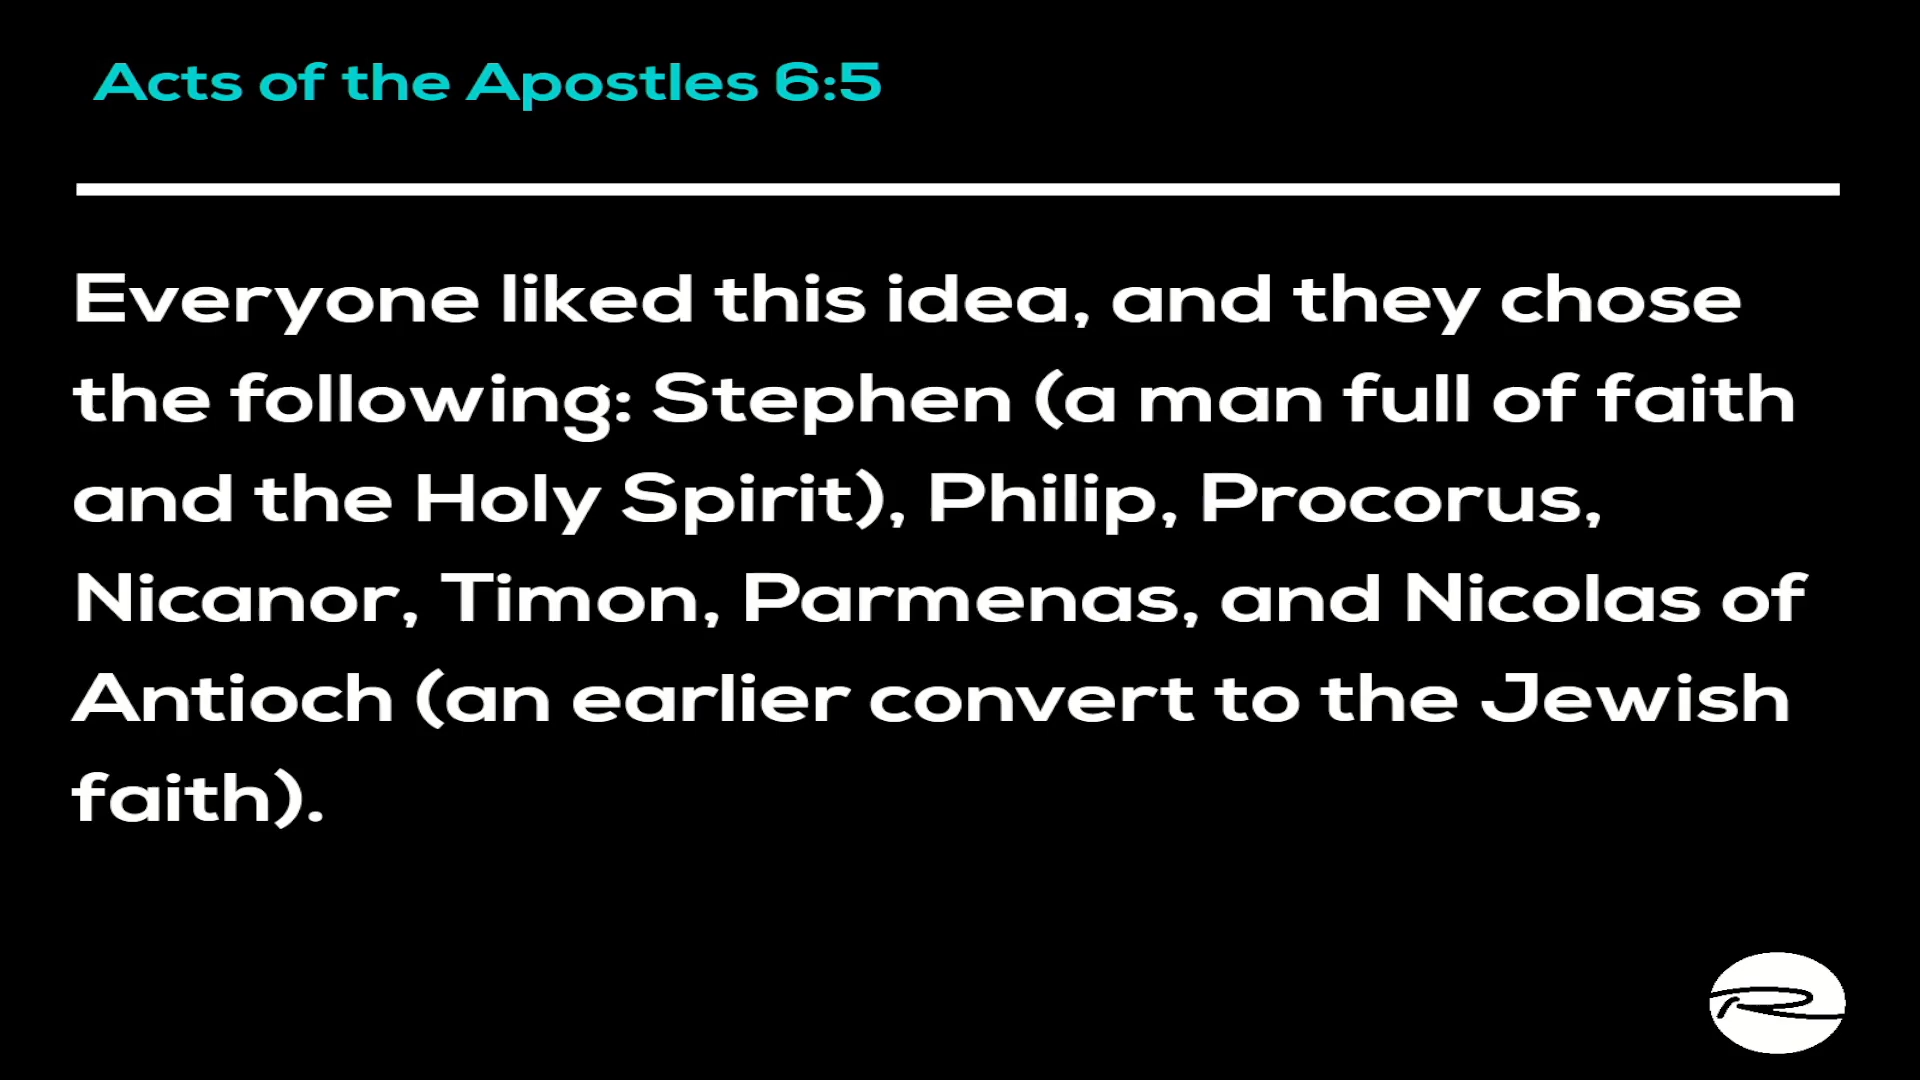 Acts of the Apostles 6:5
Everyone liked this idea, and they chose
the following: Stephen (a man full of faith
and the Holy Spirit), Philip, Procorus,
Nicanor, Timon, Parmenas, and Nicolas of
Antioch (an earlier convert to the Jewish
faith).
R